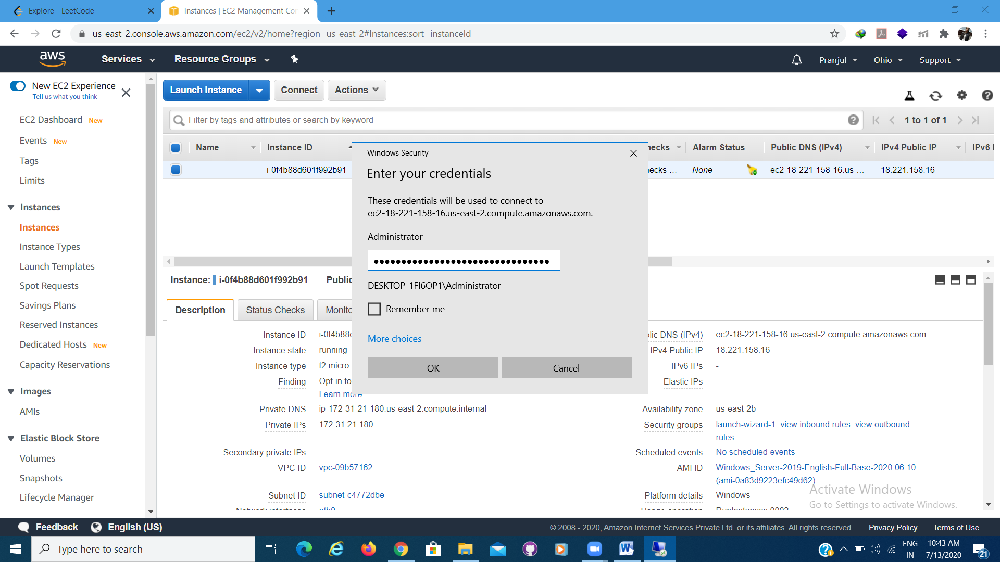 Explore - LeetCode
Instances | EC2 Management Con
us-east-2.console.aws.amazon.com/ec2/v2/home?region=us-east-2#Instances:sort=instanceId
aws
Services
Resource Groups
Pranjul
Ohio
Support
New EC2 Experience
Tell us what you think
EC2 Dashboard New
Events New
Tags
Limits
Instances
Instances
Instance Types
Launch Templates
Spot Requests
Savings Plans
Reserved Instances
Dedicated Hosts New
Capacity Reservations
Images
AMIs
Elastic Block Store
Volumes
Snapshots
Lifecycle Manager
Launch Instance
Connect
Actions
Filter by tags and attributes or search by keyword
1 to 1 of 1
Name
Instance ID
hecks
Alarm Status
Public DNS (IPv4)
IPv4 Public IP
IPv6 I
i-0f4b88d601f992b91
ecks ...
None
ec2-18-221-158-16.us-...
18.221.158.16
-
Windows Security
Enter your credentials
These credentials will be used to connect to
ec2-18-221-158-16.us-east-2.compute.amazonaws.com.
Administrator
DESKTOP-1FI6OP1\Administrator
Remember me
More choices
OK
Cancel
Instance: i-0f4b88d601f992b91 Public
Description
Status Checks
Monito
Instance ID i-0f4b88d
Instance state running
Instance type t2.micro
Finding Opt-in to
Learn more
Private DNS ip-172-31-21-180.us-east-2.compute.internal
Private IPs 172.31.21.180
Secondary private IPs
VPC ID vpc-09b57162
Subnet ID subnet-c4772dbe
Network interfaces eth0
lic DNS (IPv4) ec2-18-221-158-16.us-east-2.compute.amazonaws.com
IPv4 Public IP 18.221.158.16
IPv6 IPs -
Elastic IPs
Availability zone us-east-2b
Security groups launch-wizard-1. view inbound rules. view outbound
rules
Scheduled events No scheduled events
AMI ID Windows_Server-2019-English-Full-Base-2020.06.10
(ami-0a83d9223efc49d62)
Platform details Windows
Usage operation RunInstances:0002
Activate Windows
Go to Settings to activate Windows.
Feedback
English (US)
© 2008 - 2020, Amazon Internet Services Private Ltd. or its affiliates. All rights reserved.
Privacy Policy
Terms of Use
Type here to search
ENG
IN
10:43 AM
7/13/2020
21